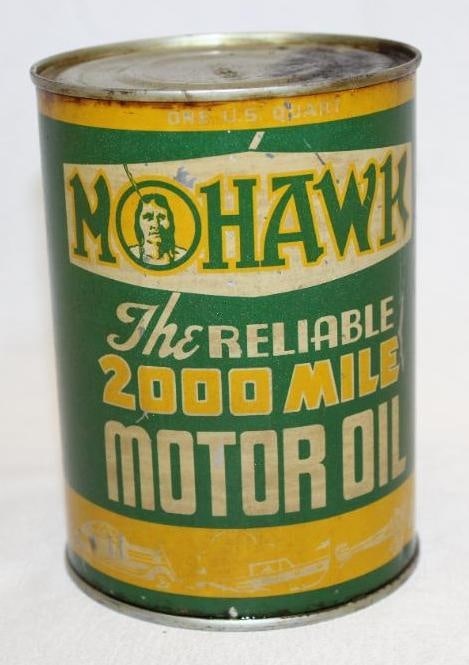 ONE U.S. QUART
MOHAWK
The RELIABLE
2000 MILE
MOTOR OIL